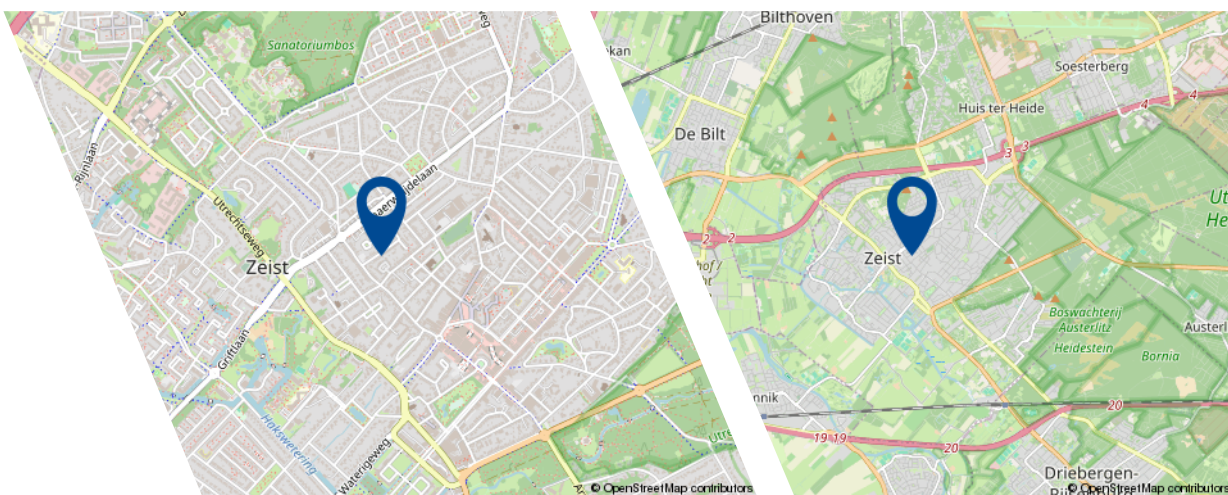 Sanatoriumbos
Rijnlaan
Utrechtseweg
Zeist
Griftlaan
Hakswetering
Waterigeweg
© OpenStreetMap contributors
Bilthoven
Soesterberg
4
4
Huis ter Heide
De Bilt
3
3
2
2
Zeist
Boswachterij
Austerlitz
Heidestein
Bornia
20
19 19
20
Driebergen-
© OpenStreetMap contributors